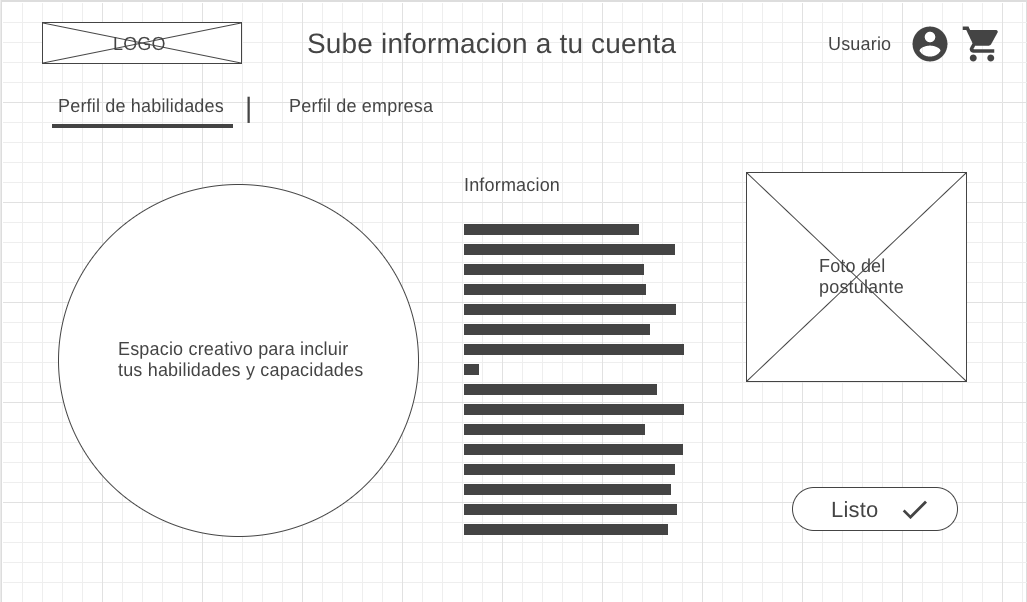 LOGO
Sube informacion a tu cuenta
Usuario
Perfil de habilidades
Perfil de empresa
Informacion
Foto del
postulante
Espacio creativo para incluir
tus habilidades y capacidades
Listo